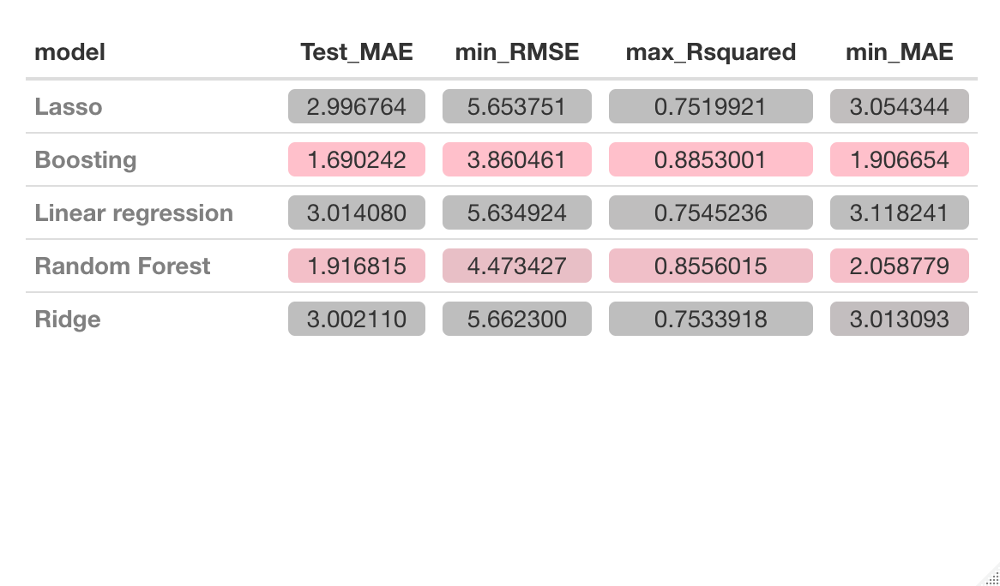 model Test_MAE min_RMSE max_Rsquared min_MAE
Lasso 2.996764 5.653751 0.7519921 3.054344
Boosting 1.690242 3.860461 0.8853001 1.906654
Linear regression 3.014080 5.634924 0.7545236 3.118241
Random Forest 1.916815 4.473427 0.8556015 2.058779
Ridge 3.002110 5.662300 0.7533918 3.013093